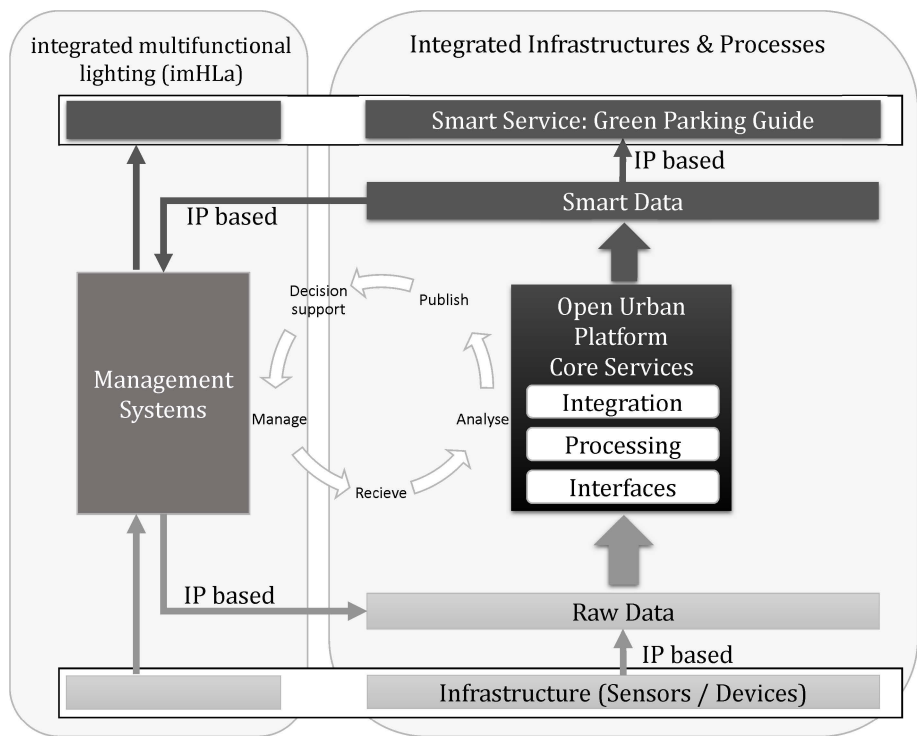 integrated multifunctional
lighting (imHLa)
Integrated Infrastructures & Processes
Smart Service: Green Parking Guide
IP based
Smart Data
IP based
Open Urban
Platform
Core Services
Integration
Processing
Interfaces
Management
Systems
Decision
support
Publish
Manage
Analyse
Recieve
IP based
Raw Data
IP based
Infrastructure (Sensors / Devices)